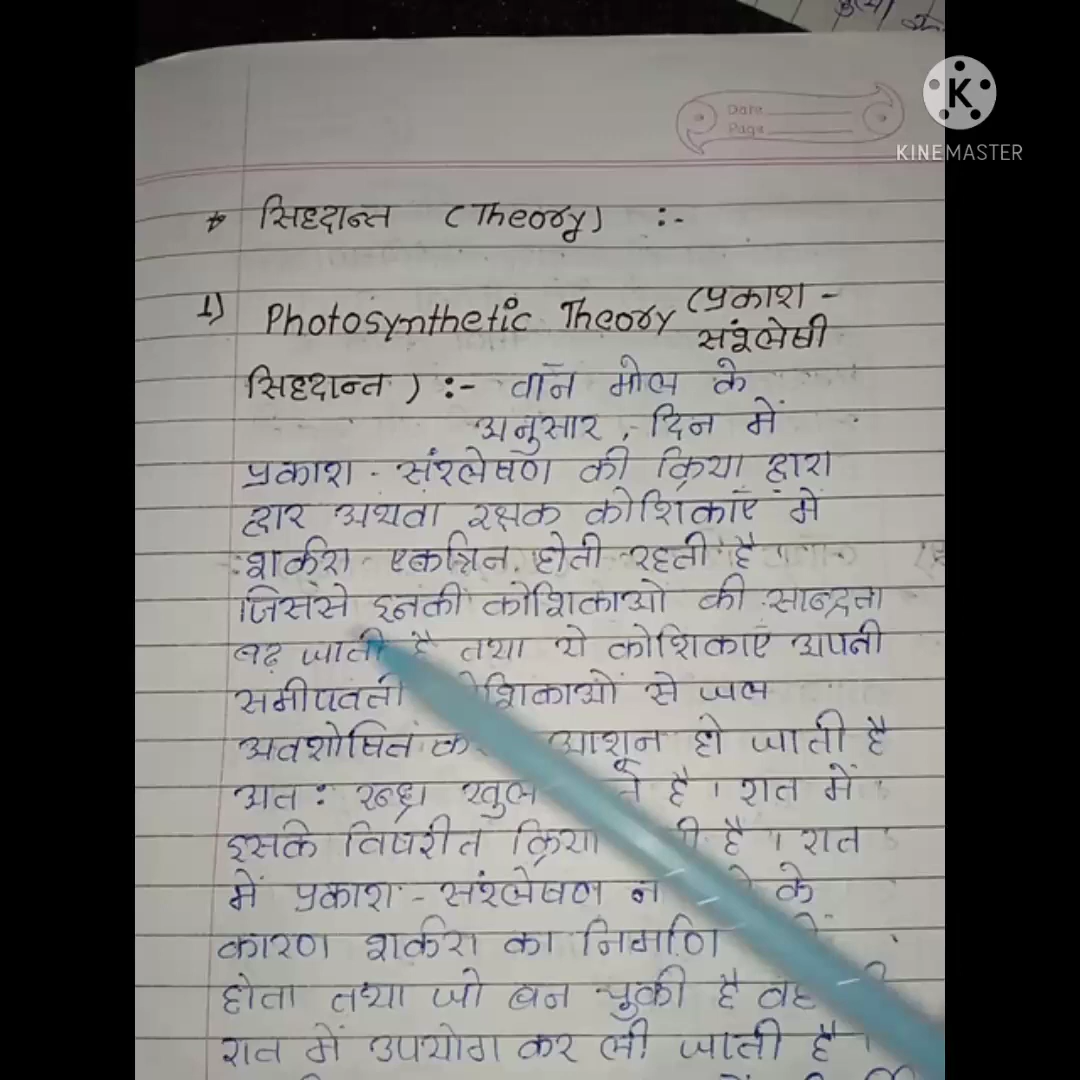 Date
Page
K
KINEMASTER
* सिध्दान्त (Theory) :-
1) Photosynthetic Theory (प्रकाश -
संश्लेषी
सिध्दान्त ) :- वॉन मोल के
अनुसार , दिन में
प्रकाश - संश्लेषण की क्रिया द्वारा
द्वार अथवा रक्षक कोशिकाएँ में
शर्करा एकत्रित होती रहती है
जिससे इनकी कोशिकाओं की सान्द्रता
बढ़ जाती है तथा ये कोशिकाएँ अपनी
समीपवर्ती से जल
अवशोषित आशून हो जाती है
अत : रन्ध्र है । रात में
इसके विपरीत क्रिया है । रात
में प्रकाश - संश्लेषण न के
कारण शर्करा का निर्माण
होता तथा जो बन चुकी है वह
रात में उपयोग कर ली जाती है